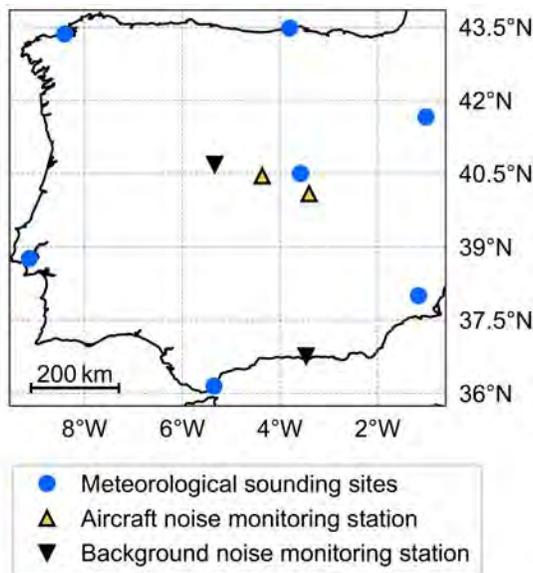 43.5°N
42°N
40.5°N
39°N
37.5°N
36°N
200 km
8°W 6°W 4°W 2°W
Meteorological sounding sites
Aircraft noise monitoring station
Background noise monitoring station